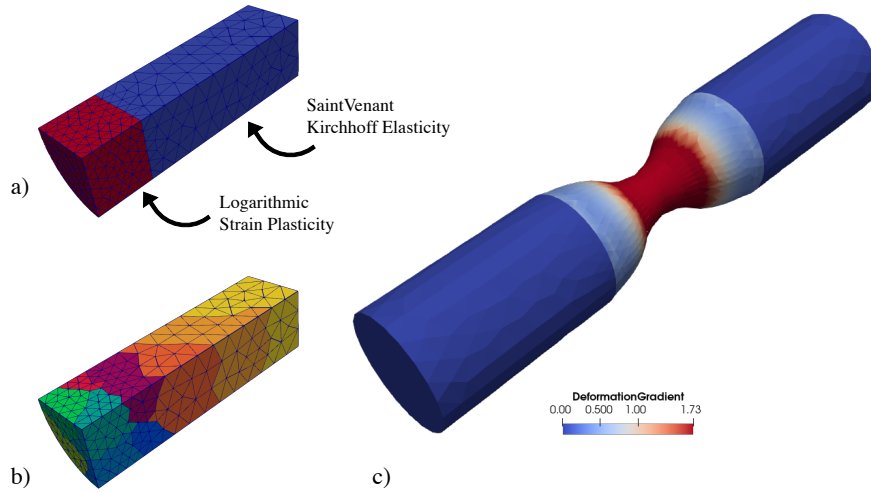 SaintVenant
Kirchhoff Elasticity
a)
Logarithmic
Strain Plasticity
b)
c)
DeformationGradient
0.00 0.500 1.00 1.73